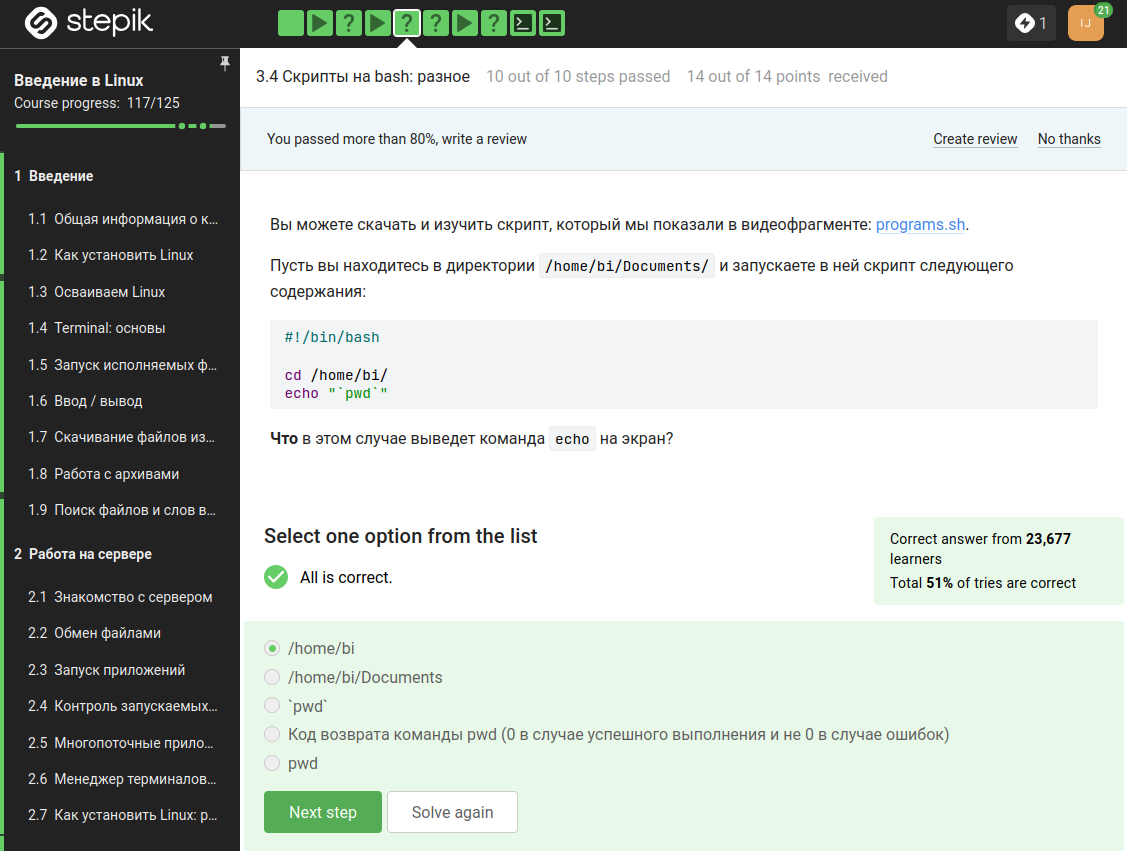 stepik
1
IJ
21
Введение в Linux
Course progress: 117/125
1 Введение
1.1 Общая информация о к...
1.2 Как установить Linux
1.3 Осваиваем Linux
1.4 Terminal: основы
1.5 Запуск исполняемых ф...
1.6 Ввод / вывод
1.7 Скачивание файлов из...
1.8 Работа с архивами
1.9 Поиск файлов и слов в...
2 Работа на сервере
2.1 Знакомство с сервером
2.2 Обмен файлами
2.3 Запуск приложений
2.4 Контроль запускаемых...
2.5 Многопоточные прило...
2.6 Менеджер терминалов...
2.7 Как установить Linux: р...
3.4 Скрипты на bash: разное 10 out of 10 steps passed 14 out of 14 points received
You passed more than 80%, write a review
Create review No thanks
Вы можете скачать и изучить скрипт, который мы показали в видеофрагменте: programs.sh.
Пусть вы находитесь в директории /home/bi/Documents/ и запускаете в ней скрипт следующего
содержания:
#!/bin/bash
cd /home/bi/
echo "`pwd`"
Что в этом случае выведет команда echo на экран?
Select one option from the list
All is correct.
Correct answer from 23,677
learners
Total 51% of tries are correct
/home/bi
/home/bi/Documents
`pwd`
Код возврата команды pwd (0 в случае успешного выполнения и не 0 в случае ошибок)
pwd
Next step Solve again